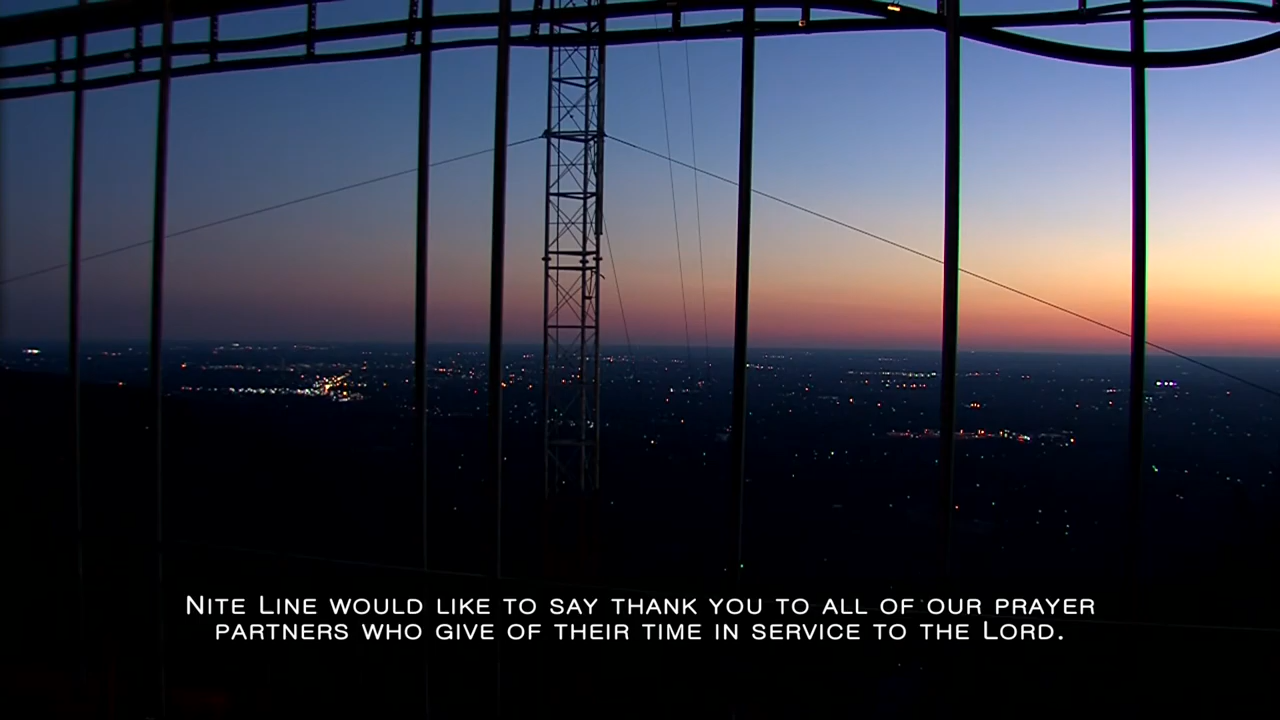 Nite Line would like to say thank you to all of our prayer
partners who give of their time in service to the Lord.